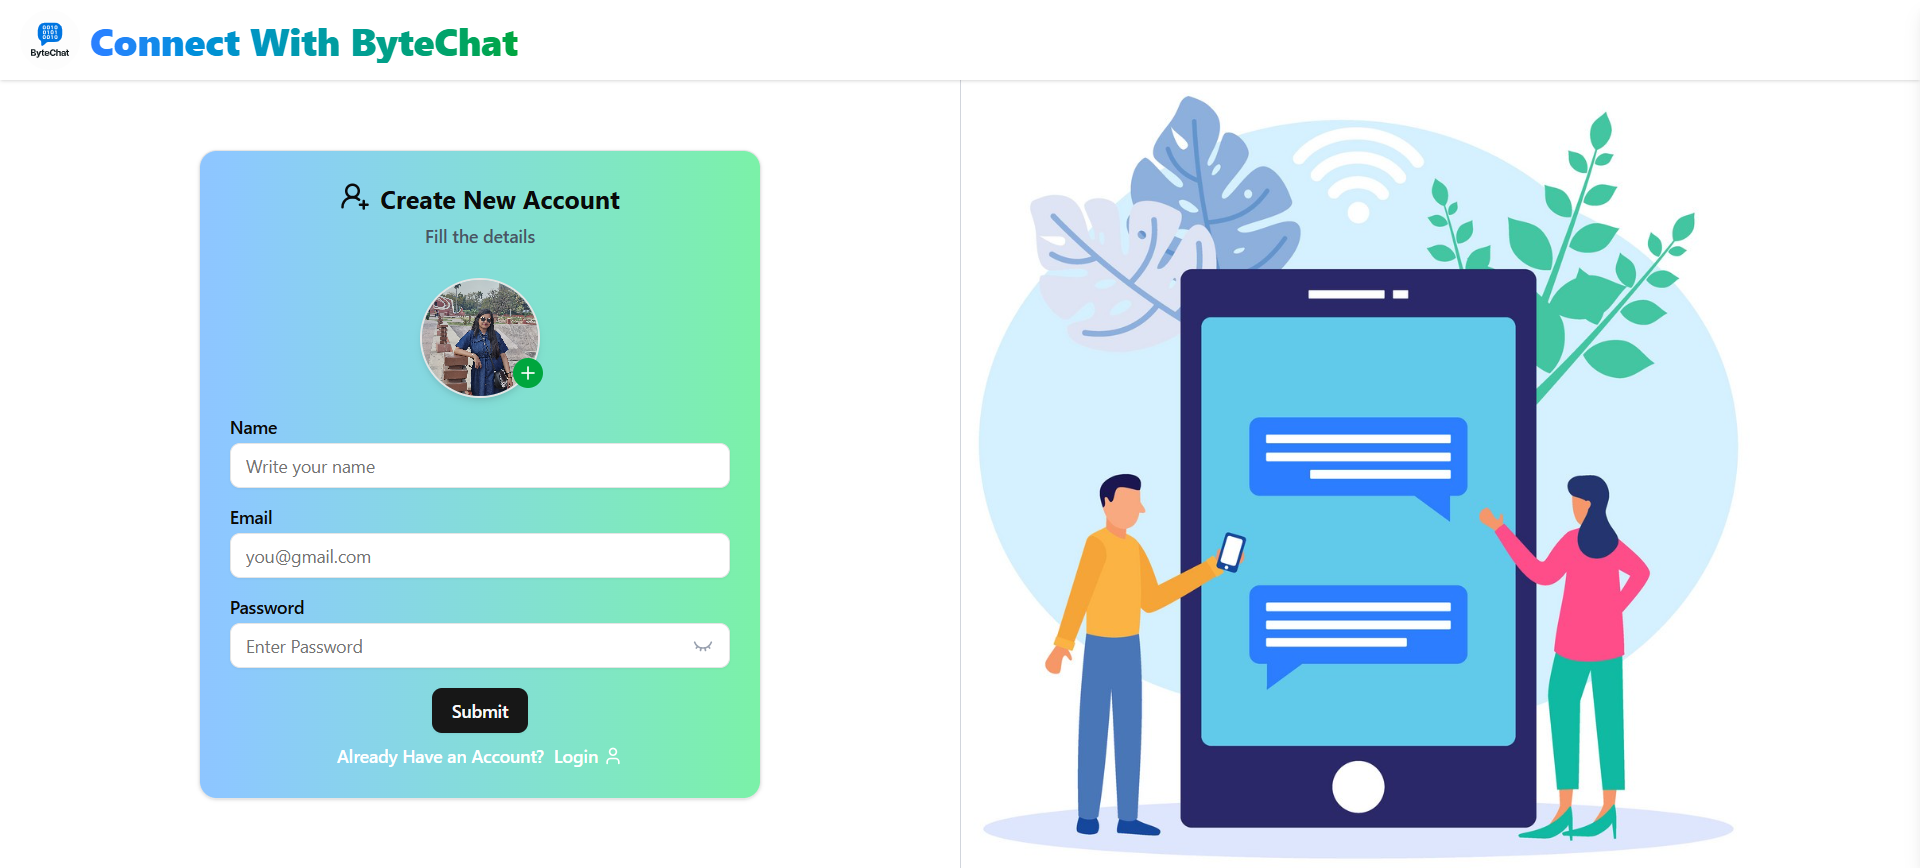 0010
0101
0010
ByteChat
Connect With ByteChat
Create New Account
Fill the details
Name
Write your name
Email
you@gmail.com
Password
Enter Password
Submit
Already Have an Account? Login